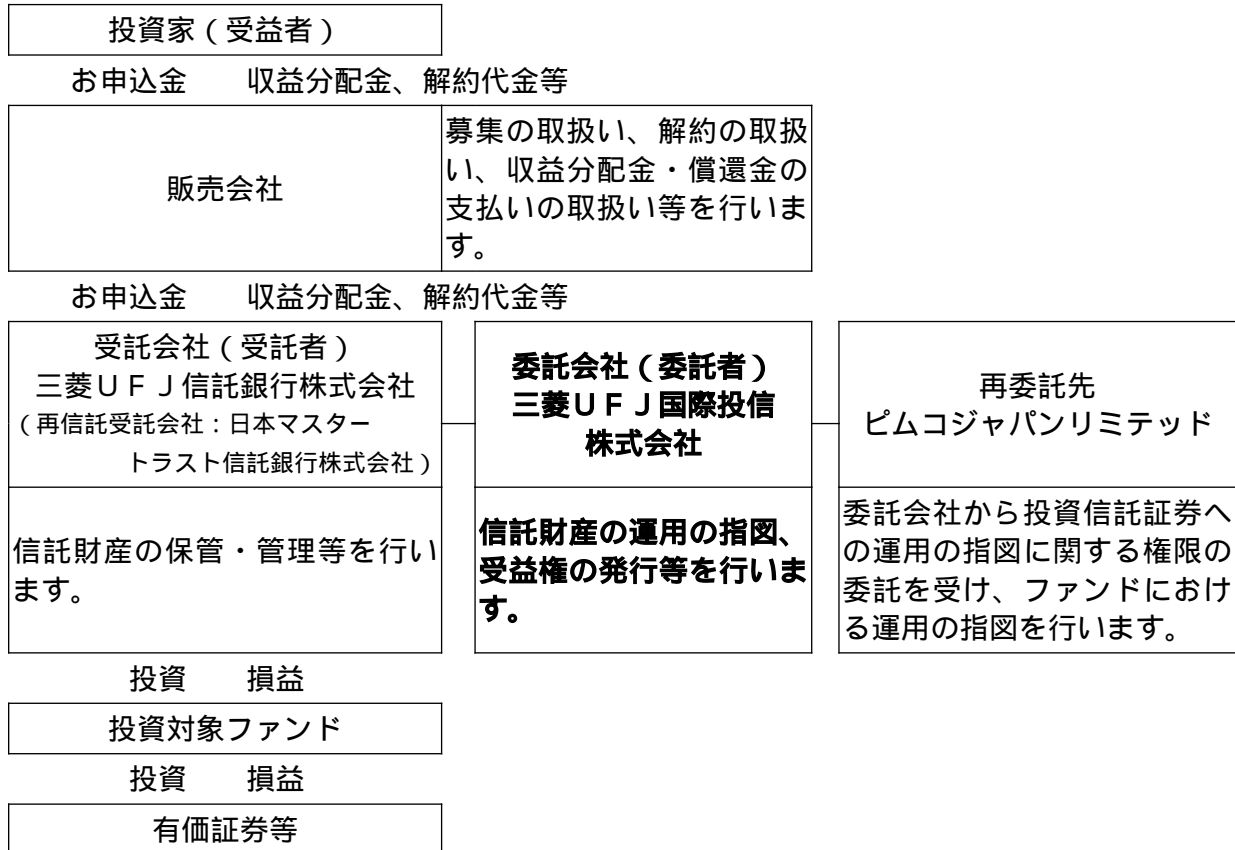 投資家（受益者）
お申込金　　収益分配金、解約代金等
販売会社
募集の取扱い、解約の取扱
い、収益分配金・償還金の
支払いの取扱い等を行いま
す。
お申込金　　収益分配金、解約代金等
受託会社（受託者）
三菱ＵＦＪ信託銀行株式会社
（再信託受託会社：日本マスター
トラスト信託銀行株式会社）
委託会社（委託者）
三菱ＵＦＪ国際投信
株式会社
再委託先
ピムコジャパンリミテッド
信託財産の保管・管理等を行い
ます。
信託財産の運用の指図、
受益権の発行等を行いま
す。
委託会社から投資信託証券へ
の運用の指図に関する権限の
委託を受け、ファンドにおけ
る運用の指図を行います。
投資　　損益
投資対象ファンド
投資　　損益
有価証券等